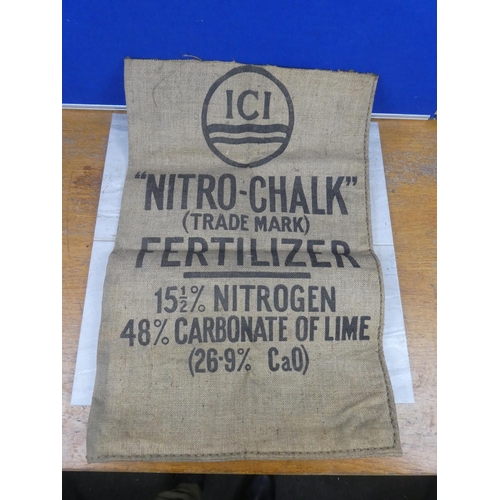 ICI
"NITRO-CHALK"
(TRADE MARK)
FERTILIZER
15½% NITROGEN
48% CARBONATE OF LIME
(26·9% CaO)